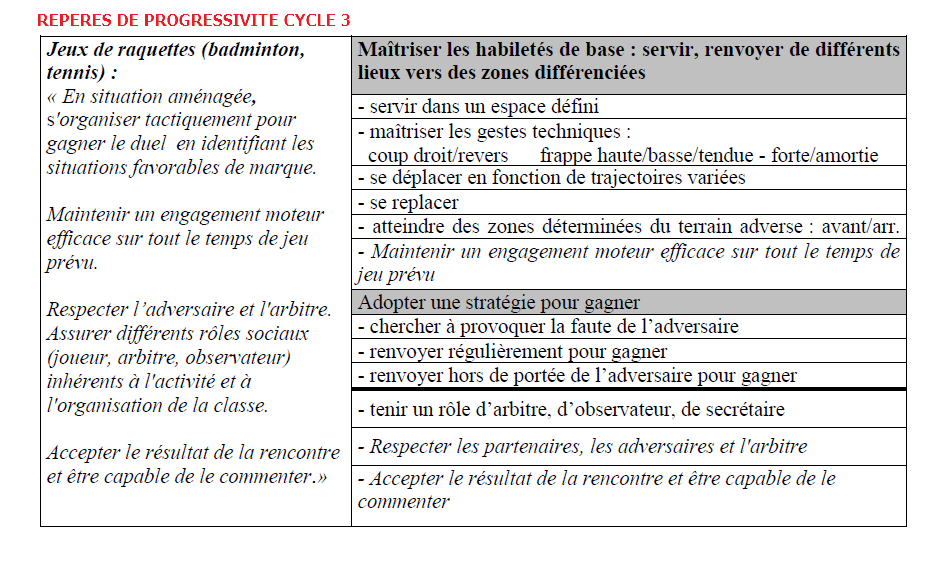 REPERES DE PROGRESSIVITE CYCLE 3
Jeux de raquettes (badminton,
tennis) :
« En situation aménagée,
s'organiser tactiquement pour
gagner le duel en identifiant les
situations favorables de marque.
Maintenir un engagement moteur
efficace sur tout le temps de jeu
prévu.
Respecter l’adversaire et l'arbitre.
Assurer différents rôles sociaux
(joueur, arbitre, observateur)
inhérents à l'activité et à
l'organisation de la classe.
Accepter le résultat de la rencontre
et être capable de le commenter.»
Maîtriser les habiletés de base : servir, renvoyer de différents
lieux vers des zones différenciées
- servir dans un espace défini
- maîtriser les gestes techniques :
coup droit/revers frappe haute/basse/tendue - forte/amortie
- se déplacer en fonction de trajectoires variées
- se replacer
- atteindre des zones déterminées du terrain adverse : avant/arr.
- Maintenir un engagement moteur efficace sur tout le temps de
jeu prévu
Adopter une stratégie pour gagner
- chercher à provoquer la faute de l’adversaire
- renvoyer régulièrement pour gagner
- renvoyer hors de portée de l’adversaire pour gagner
- tenir un rôle d’arbitre, d’observateur, de secrétaire
- Respecter les partenaires, les adversaires et l'arbitre
- Accepter le résultat de la rencontre et être capable de le
commenter